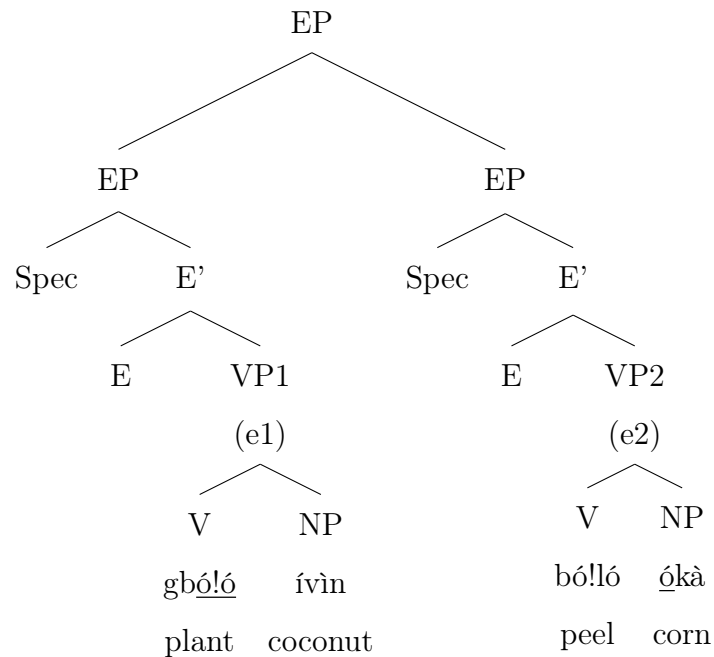 EP
EP EP
Spec E’ Spec E’
E VP1 E VP2
(e1) (e2)
V NP V NP
gbó!ó ívìn bó!ló ókà
plant coconut peel corn